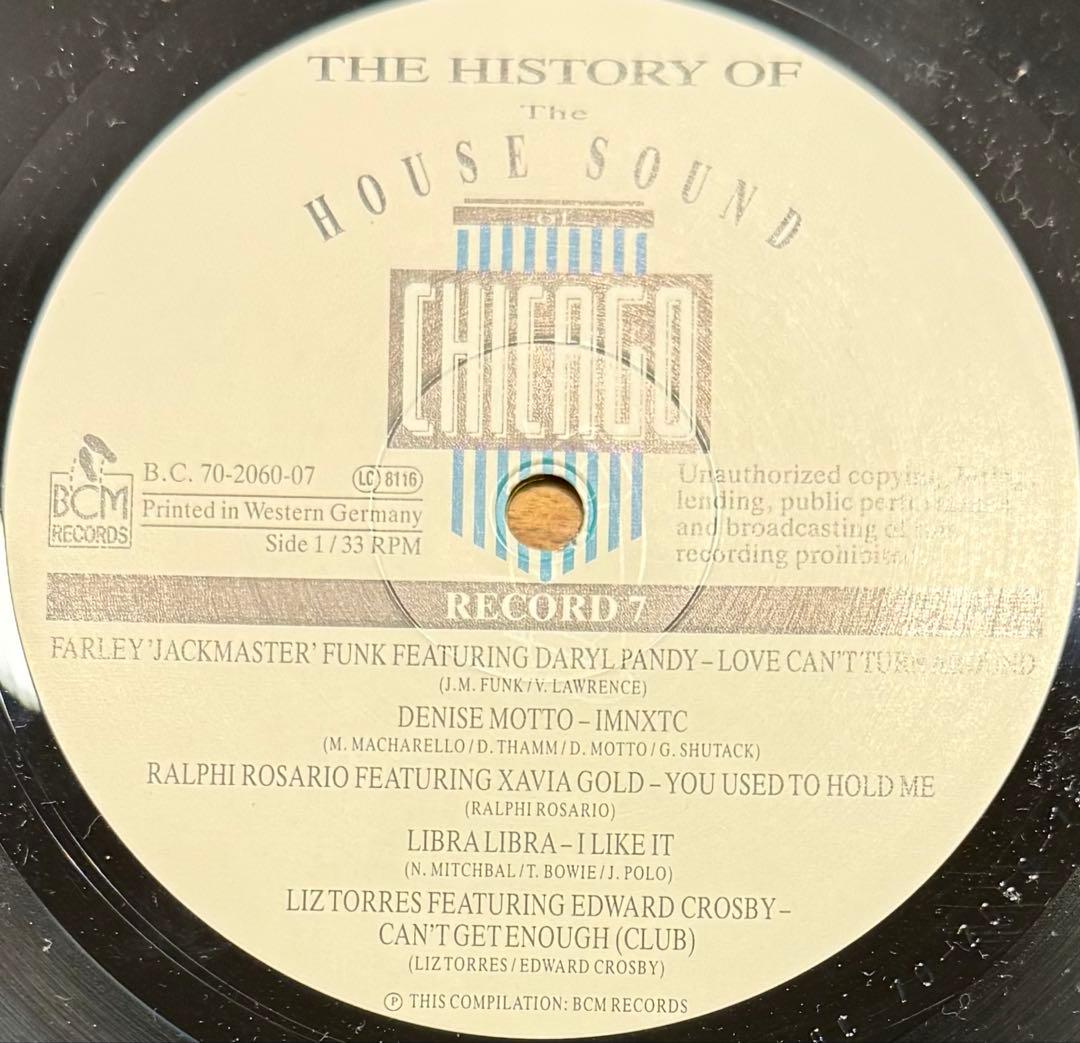 THE HISTORY OF
The
HOUSE SOUND
of
CHICAGO
BCM
RECORDS
B.C. 70-2060-07 LC 8116
Printed in Western Germany
Side 1 / 33 RPM
Unauthorized copying,
lending, public performance
and broadcasting of this
recording prohibited
RECORD 7
FARLEY 'JACKMASTER' FUNK FEATURING DARYL PANDY – LOVE CAN'T TURN AROUND
(J.M. FUNK / V. LAWRENCE)
DENISE MOTTO – IMNXTC
(M. MACHARELLO / D. THAMM / D. MOTTO / G. SHUTACK)
RALPHI ROSARIO FEATURING XAVIA GOLD – YOU USED TO HOLD ME
(RALPHI ROSARIO)
LIBRA LIBRA – I LIKE IT
(N. MITCHBAL / T. BOWIE / J. POLO)
LIZ TORRES FEATURING EDWARD CROSBY –
CAN'T GET ENOUGH (CLUB)
(LIZ TORRES / EDWARD CROSBY)
Ⓟ THIS COMPILATION: BCM RECORDS